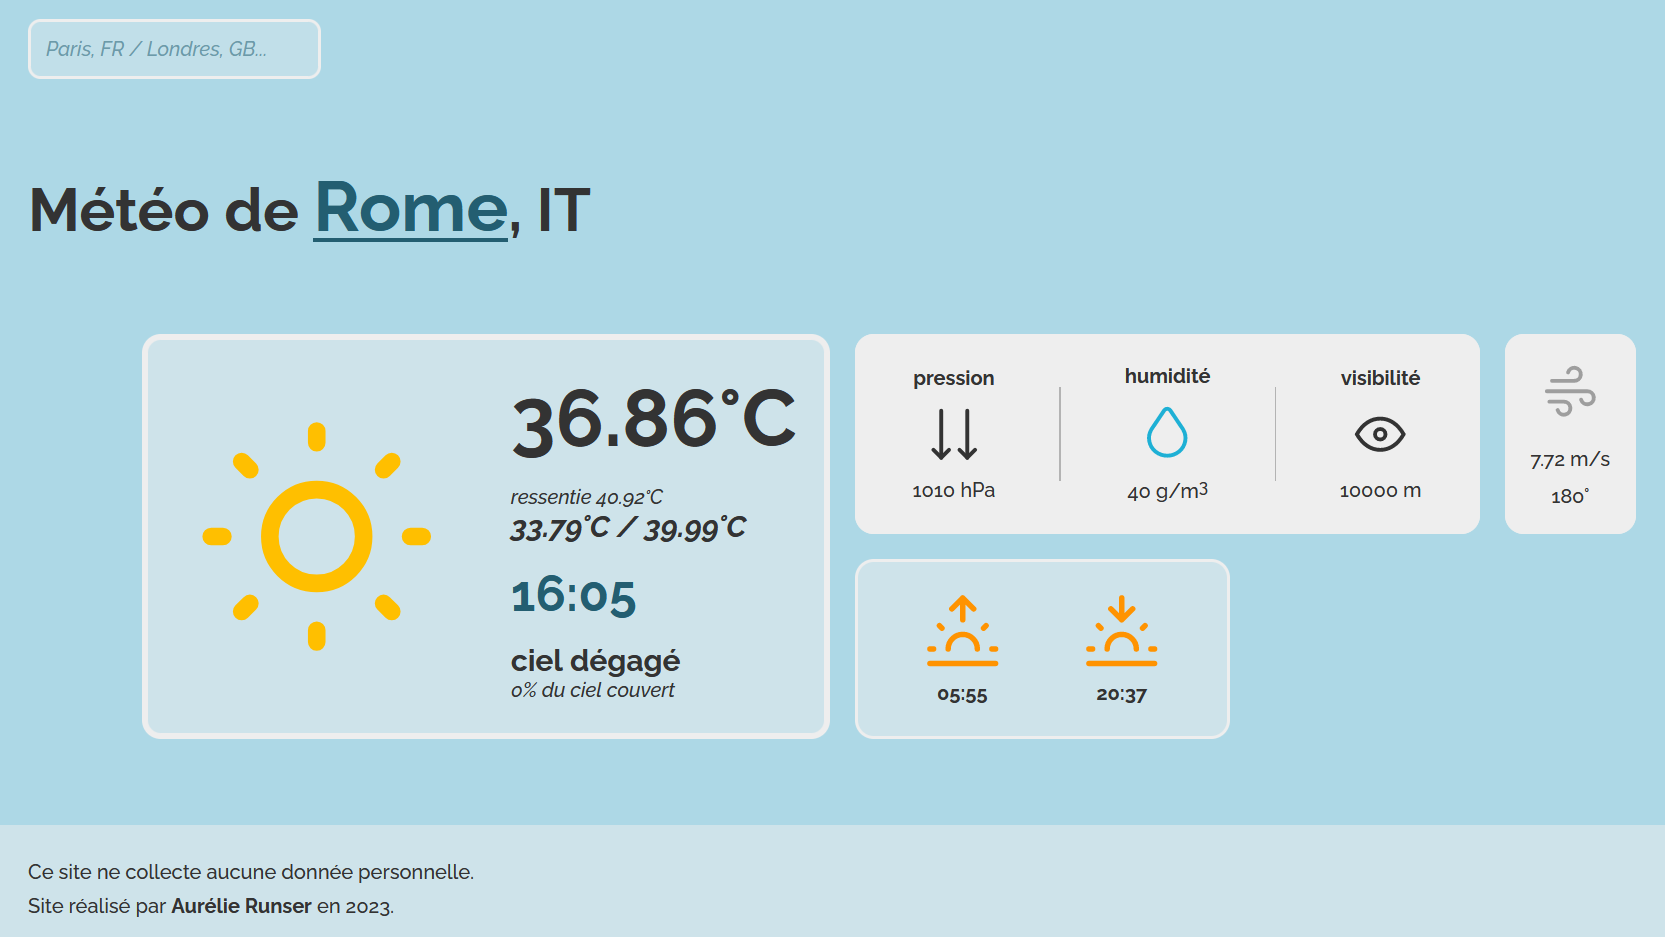 Paris, FR / Londres, GB...
Météo de Rome, IT
36.86°C
ressentie 40.92°C
33.79°C / 39.99°C
16:05
ciel dégagé
0% du ciel couvert
pression
1010 hPa
humidité
40 g/m3
visibilité
10000 m
7.72 m/s
180°
05:55
20:37
Ce site ne collecte aucune donnée personnelle.
Site réalisé par Aurélie Runser en 2023.